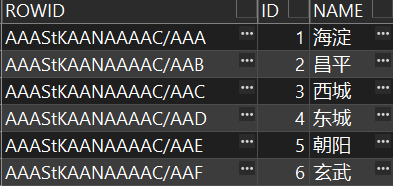 ROWID ID NAME
AAAStKAANAAAAC/AAA ... 1 海淀 ...
AAAStKAANAAAAC/AAB ... 2 昌平 ...
AAAStKAANAAAAC/AAC ... 3 西城 ...
AAAStKAANAAAAC/AAD ... 4 东城 ...
AAAStKAANAAAAC/AAE ... 5 朝阳 ...
AAAStKAANAAAAC/AAF ... 6 玄武 ...